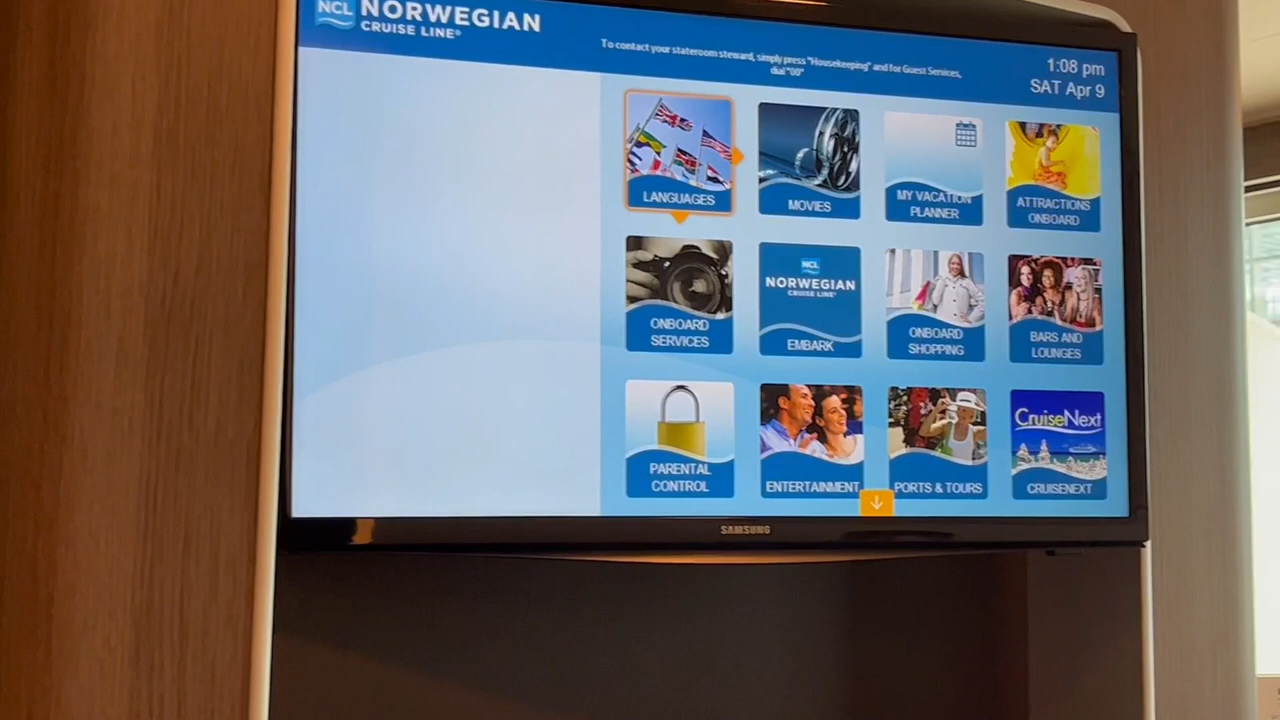 NCL NORWEGIAN
CRUISE LINE®
To contact your stateroom steward, simply press "Housekeeping" and for Guest Services,
dial "00"
1:08 pm
SAT Apr 9
LANGUAGES
MOVIES
MY VACATION
PLANNER
ATTRACTIONS
ONBOARD
ONBOARD
SERVICES
NCL
NORWEGIAN
CRUISE LINE®
EMBARK
ONBOARD
SHOPPING
BARS AND
LOUNGES
PARENTAL
CONTROL
ENTERTAINMENT
PORTS & TOURS
CruiseNext
CRUISENEXT
SAMSUNG